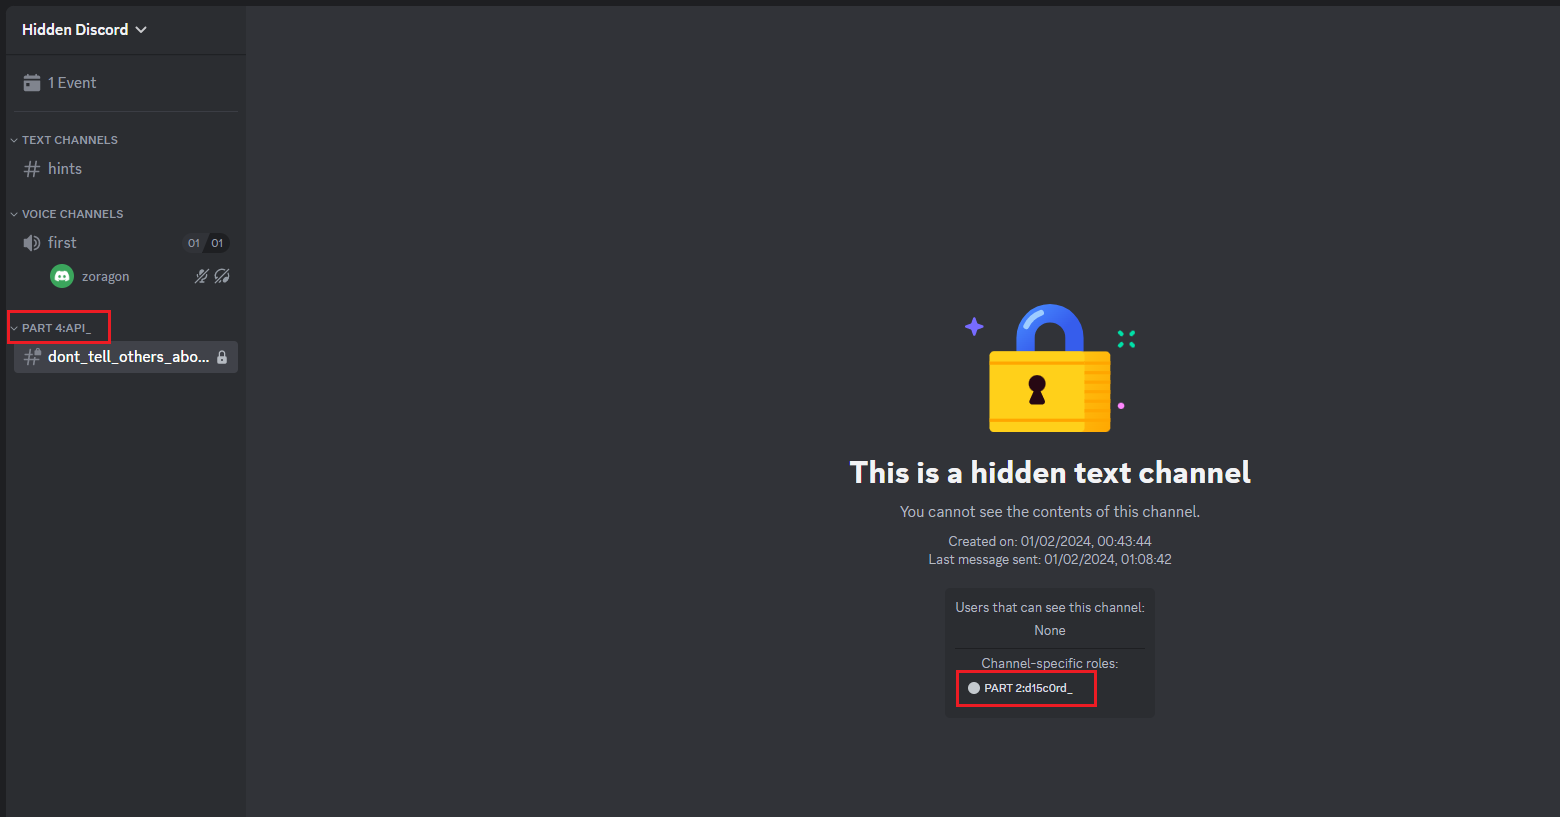 Hidden Discord
1 Event
TEXT CHANNELS
hints
VOICE CHANNELS
first 01 01
zoragon
PART 4:API_
dont_tell_others_abo...
This is a hidden text channel
You cannot see the contents of this channel.
Created on: 01/02/2024, 00:43:44
Last message sent: 01/02/2024, 01:08:42
Users that can see this channel:
None
Channel-specific roles:
PART 2:d15c0rd_